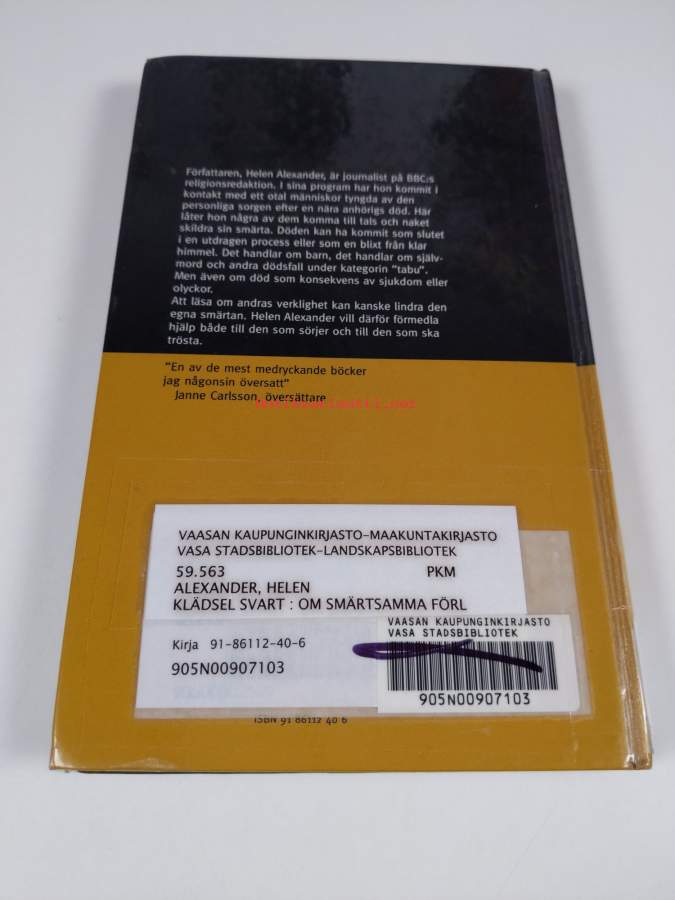 Författaren, Helen Alexander, är journalist på BBC:s
religionsredaktion. I sina program har hon kommit i
kontakt med ett otal människor tyngda av den
personliga sorgen efter en nära anhörigs död. Här
låter hon några av dem komma till tals och naket
skildra sin smärta. Döden kan ha kommit som slutet
i en utdragen process eller som en blixt från klar
himmel. Det handlar om barn, det handlar om själv-
mord och andra dödsfall under kategorin "tabu".
Men även om död som konsekvens av sjukdom eller
olyckor.
Att läsa om andras verklighet kan kanske lindra den
egna smärtan. Helen Alexander vill därför förmedla
hjälp både till den som sörjer och till den som ska
trösta.
"En av de mest medryckande böcker
jag någonsin översatt"
Janne Carlsson, översättare
VAASAN KAUPUNGINKIRJASTO-MAAKUNTAKIRJASTO
VASA STADSBIBLIOTEK-LANDSKAPSBIBLIOTEK
59.563 PKM
ALEXANDER, HELEN
KLÄDSEL SVART : OM SMÄRTSAMMA FÖRL
Kirja 91-86112-40-6
905N00907103
VAASAN KAUPUNGINKIRJASTO
VASA STADSBIBLIOTEK
905N00907103
ISBN 91 86112 40 6